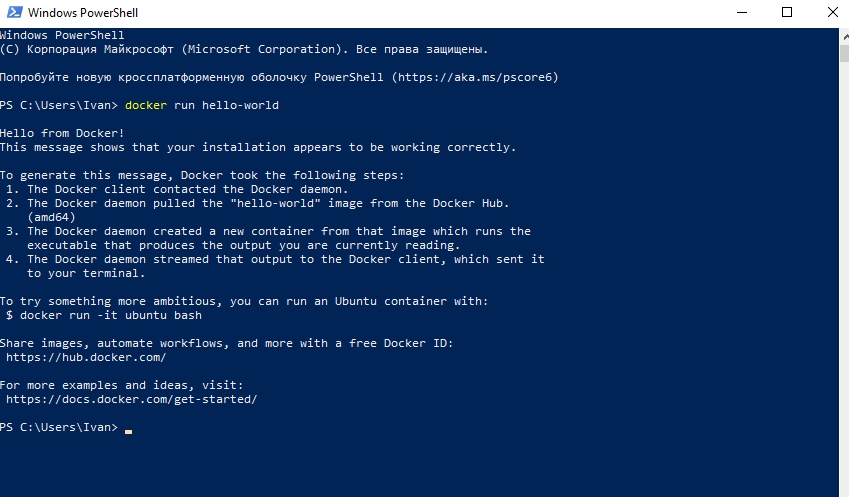 Windows PowerShell
Windows PowerShell
(C) Корпорация Майкрософт (Microsoft Corporation). Все права защищены.
Попробуйте новую кроссплатформенную оболочку PowerShell (https://aka.ms/pscore6)
PS C:\Users\Ivan> docker run hello-world
Hello from Docker!
This message shows that your installation appears to be working correctly.
To generate this message, Docker took the following steps:
1. The Docker client contacted the Docker daemon.
2. The Docker daemon pulled the "hello-world" image from the Docker Hub.
(amd64)
3. The Docker daemon created a new container from that image which runs the
executable that produces the output you are currently reading.
4. The Docker daemon streamed that output to the Docker client, which sent it
to your terminal.
To try something more ambitious, you can run an Ubuntu container with:
$ docker run -it ubuntu bash
Share images, automate workflows, and more with a free Docker ID:
https://hub.docker.com/
For more examples and ideas, visit:
https://docs.docker.com/get-started/
PS C:\Users\Ivan>